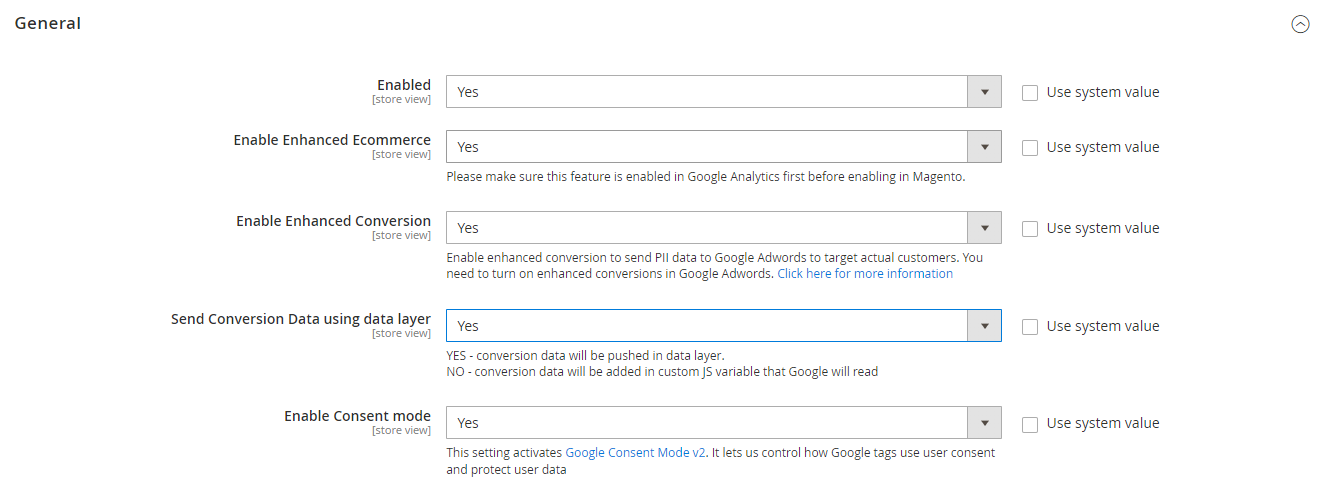 General
Enabled
[store view]
Yes
Use system value
Enable Enhanced Ecommerce
[store view]
Yes
Use system value
Please make sure this feature is enabled in Google Analytics first before enabling in Magento.
Enable Enhanced Conversion
[store view]
Yes
Use system value
Enable enhanced conversion to send PII data to Google Adwords to target actual customers. You
need to turn on enhanced conversions in Google Adwords. Click here for more information
Send Conversion Data using data layer
[store view]
Yes
Use system value
YES - conversion data will be pushed in data layer.
NO - conversion data will be added in custom JS variable that Google will read
Enable Consent mode
[store view]
Yes
Use system value
This setting activates Google Consent Mode v2. It lets us control how Google tags use user consent
and protect user data